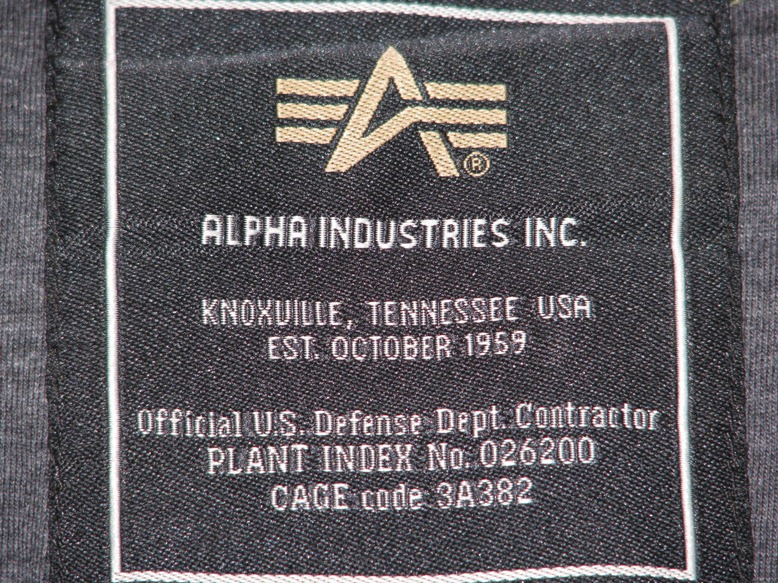 ®
ALPHA INDUSTRIES INC.
KNOXVILLE, TENNESSEE USA
EST. OCTOBER 1959
Official U.S. Defense Dept. Contractor
PLANT INDEX No. 026200
CAGE code 3A382